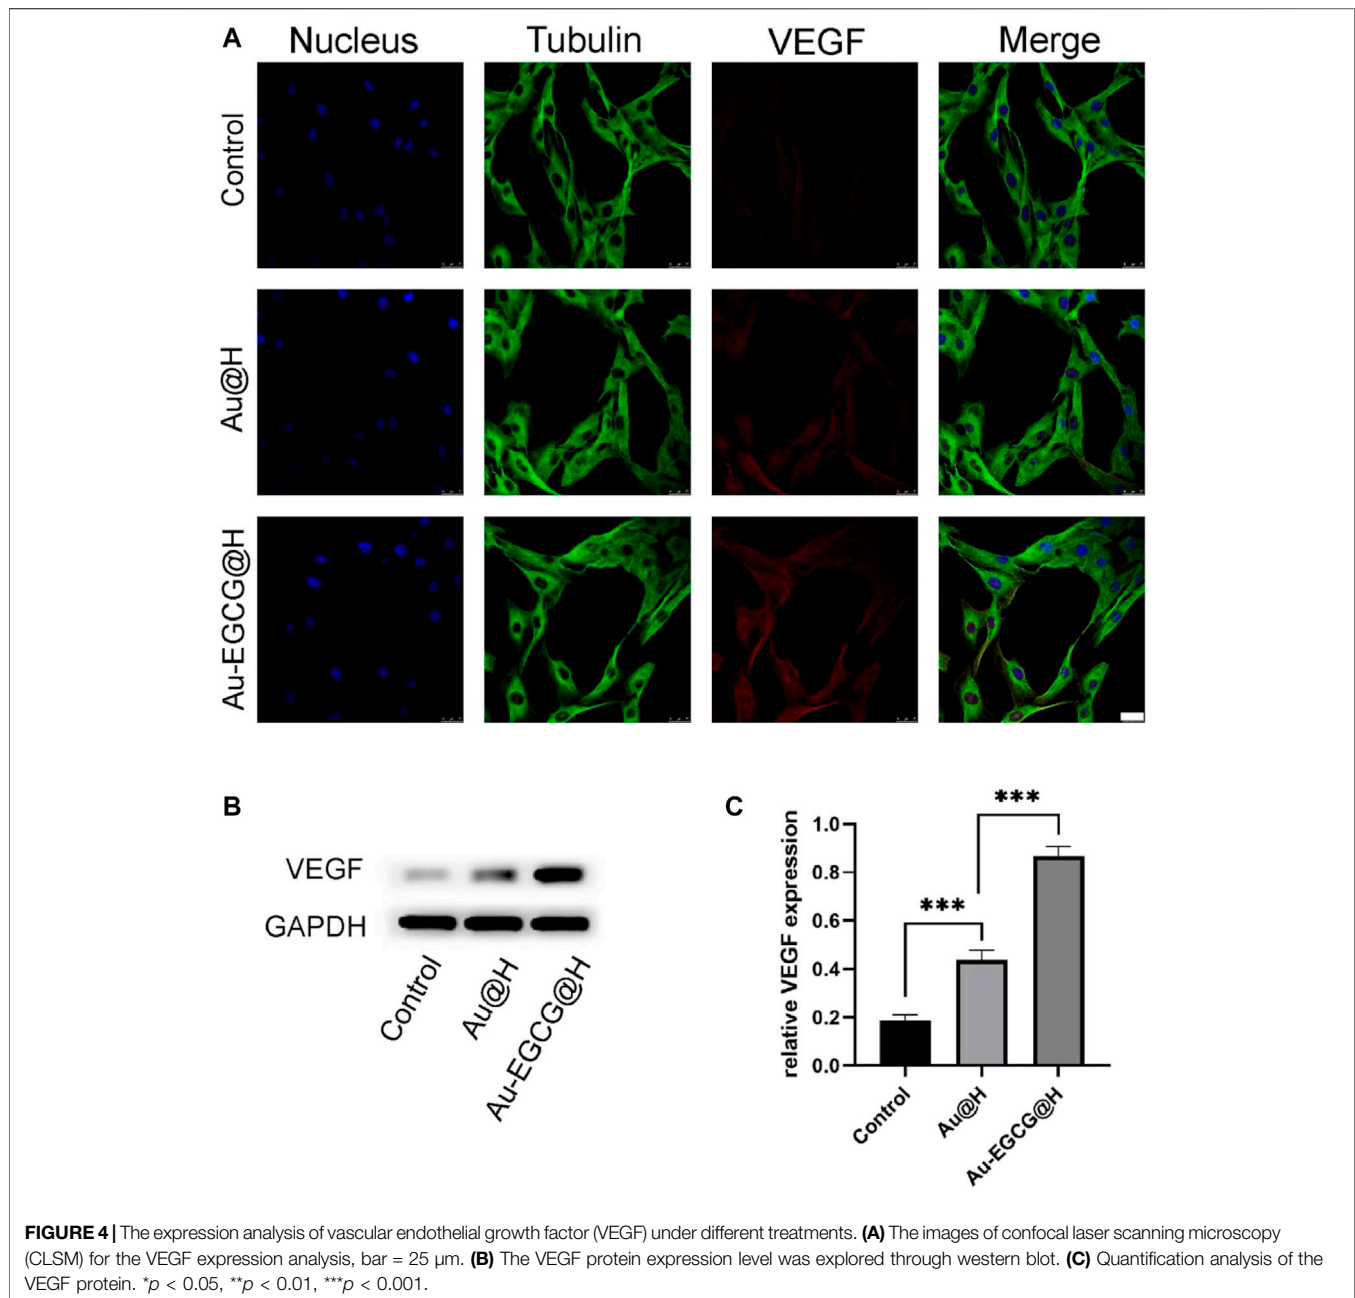 A
Nucleus Tubulin VEGF Merge
Control
Au@H
Au-EGCG@H
B
VEGF
GAPDH
Control Au@H Au-EGCG@H
C
relative VEGF expression
1.0
0.8
0.6
0.4
0.2
0.0
***
***
Control Au@H Au-EGCG@H
FIGURE 4 | The expression analysis of vascular endothelial growth factor (VEGF) under different treatments. (A) The images of confocal laser scanning microscopy
(CLSM) for the VEGF expression analysis, bar = 25 µm. (B) The VEGF protein expression level was explored through western blot. (C) Quantification analysis of the
VEGF protein. *p < 0.05, **p < 0.01, ***p < 0.001.